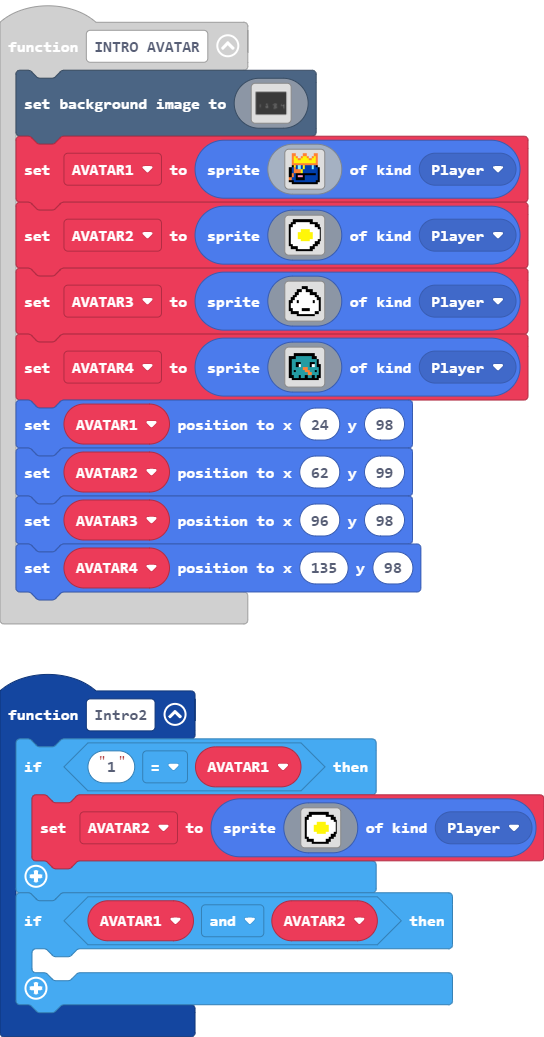 function INTRO AVATAR
set background image to
set AVATAR1 to sprite of kind Player
set AVATAR2 to sprite of kind Player
set AVATAR3 to sprite of kind Player
set AVATAR4 to sprite of kind Player
set AVATAR1 position to x 24 y 98
set AVATAR2 position to x 62 y 99
set AVATAR3 position to x 96 y 98
set AVATAR4 position to x 135 y 98
function Intro2
if "1" = AVATAR1 then
set AVATAR2 to sprite of kind Player
if AVATAR1 and AVATAR2 then